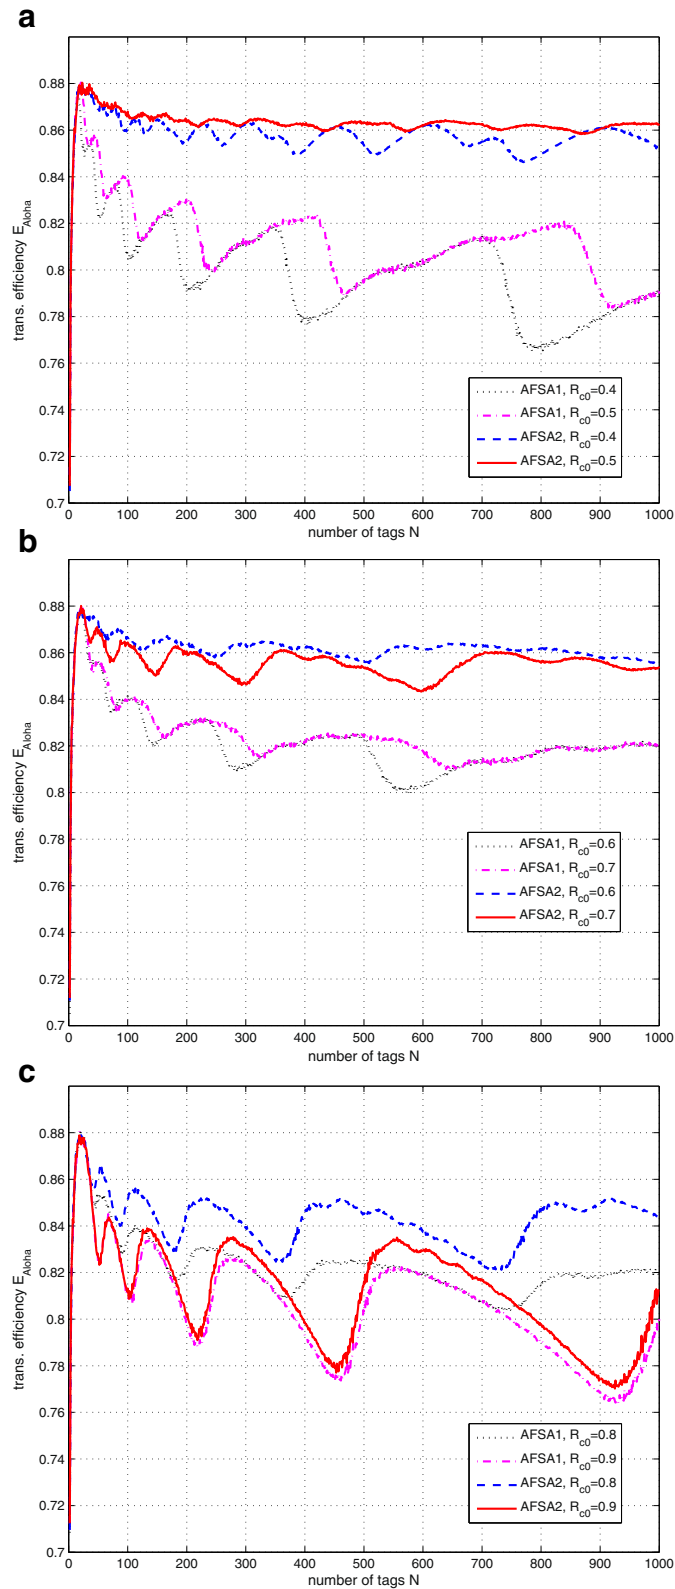 a
0.88
0.86
0.84
0.82
0.8
0.78
0.76
0.74
0.72
0.7
trans. efficiency E_Aloha
0 100 200 300 400 500 600 700 800 900 1000
number of tags N
AFSA1, R_c0=0.4
AFSA1, R_c0=0.5
AFSA2, R_c0=0.4
AFSA2, R_c0=0.5
b
0.88
0.86
0.84
0.82
0.8
0.78
0.76
0.74
0.72
0.7
trans. efficiency E_Aloha
0 100 200 300 400 500 600 700 800 900 1000
number of tags N
AFSA1, R_c0=0.6
AFSA1, R_c0=0.7
AFSA2, R_c0=0.6
AFSA2, R_c0=0.7
c
0.88
0.86
0.84
0.82
0.8
0.78
0.76
0.74
0.72
0.7
trans. efficiency E_Aloha
0 100 200 300 400 500 600 700 800 900 1000
number of tags N
AFSA1, R_c0=0.8
AFSA1, R_c0=0.9
AFSA2, R_c0=0.8
AFSA2, R_c0=0.9